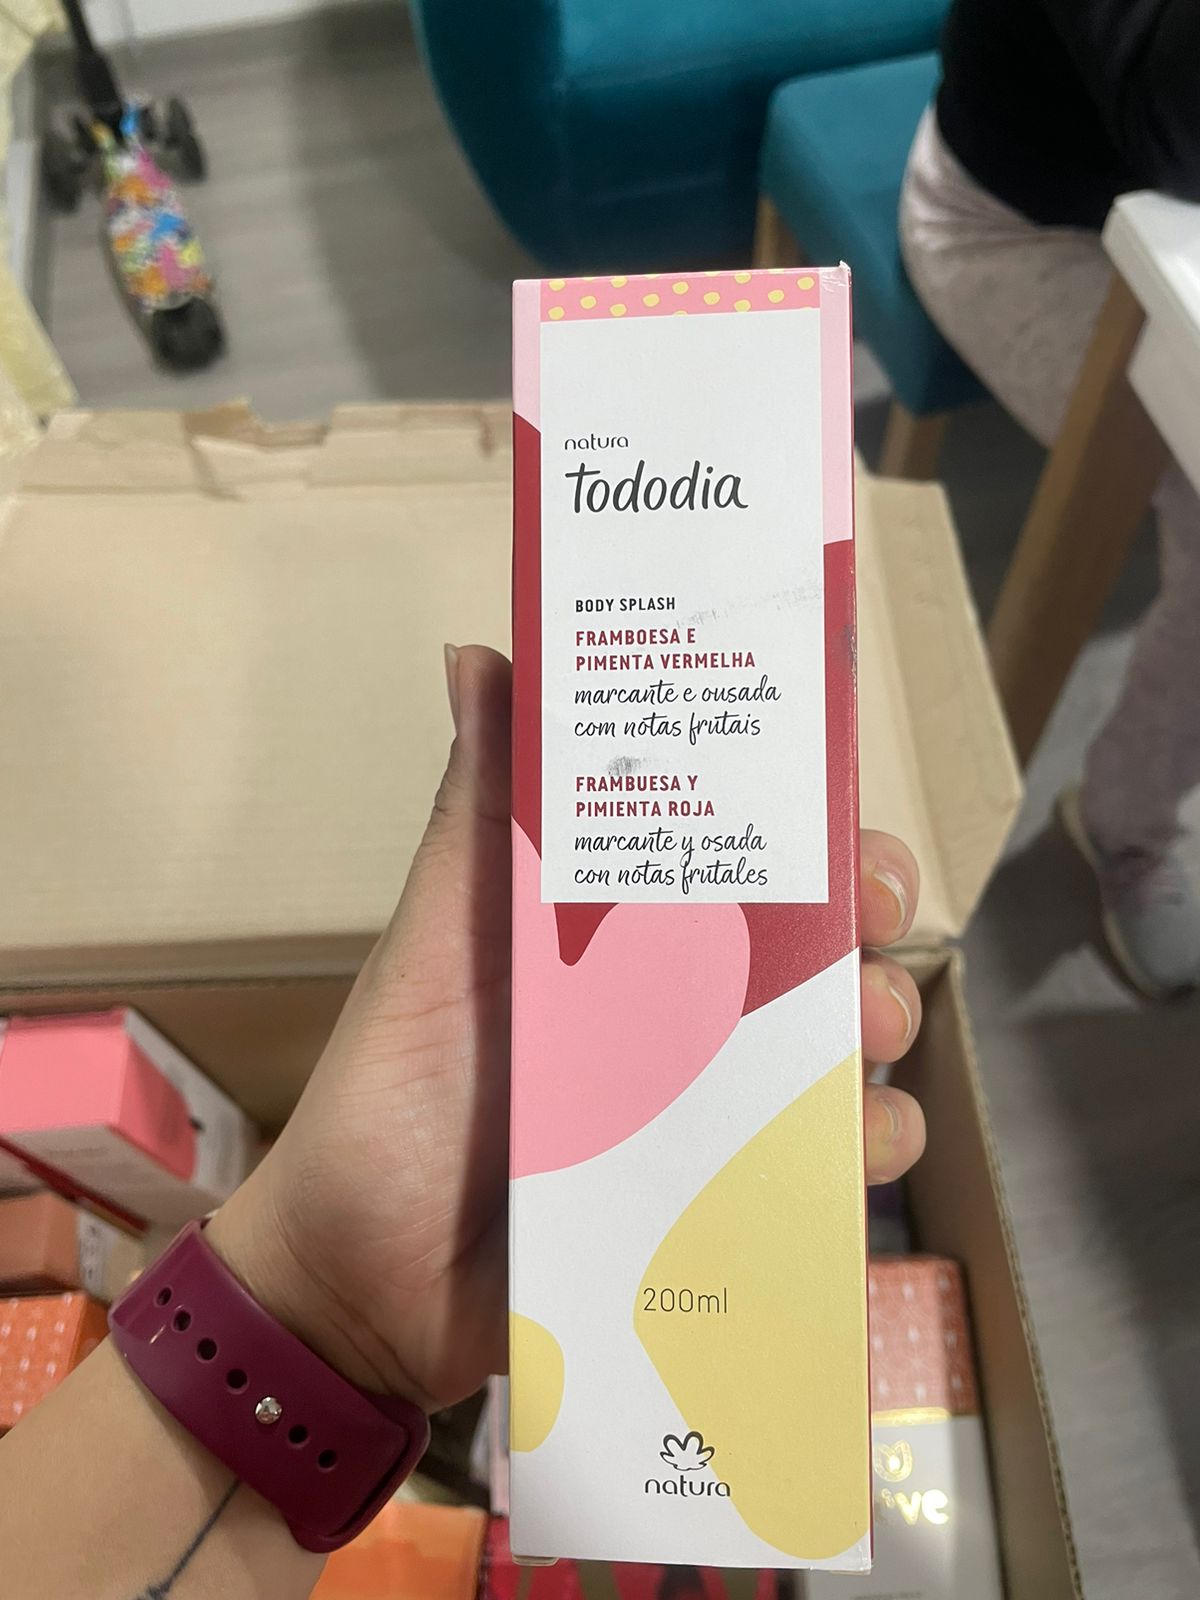 natura
Tododia
BODY SPLASH
FRAMBOESA E
PIMENTA VERMELHA
marcante e ousada
com notas frutais
FRAMBUESA Y
PIMIENTA ROJA
marcante y osada
con notas frutales
200ml
natura